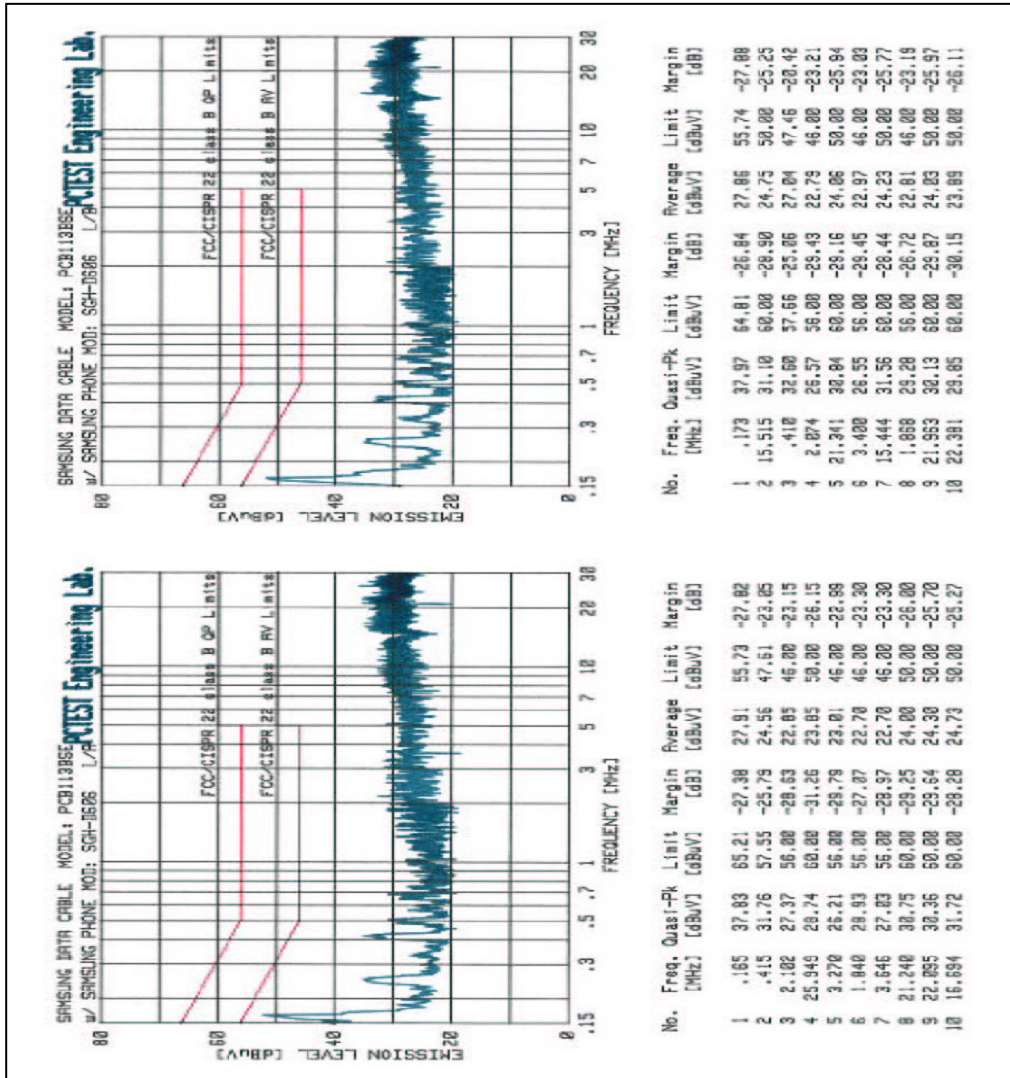 SAMSUNG DATA CABLE MODEL: PCB113BSE
w/ SAMSUNG PHONE MOD: SGH-D606 L/A
PCTEST Engineering Lab.
EMISSION LEVEL [dBuV]
80
60
40
20
0
FCC/CISPR 22 class B QP Limits
FCC/CISPR 22 class B AV Limits
.15 .3 .5 .7 1 3 5 7 10 20 30
FREQUENCY [MHz]
No. Freq. Quasi-Pk Limit Margin Average Limit Margin
[MHz] [dBuV] [dBuV] [dB] [dBuV] [dBuV] [dB]
1 .165 37.83 65.21 -27.38 27.91 55.73 -27.82
2 .415 31.76 57.55 -25.79 24.56 47.61 -23.05
3 2.102 27.37 56.00 -28.63 22.85 46.00 -23.15
4 25.949 28.74 60.00 -31.26 23.85 50.00 -26.15
5 3.270 26.21 56.00 -29.79 23.01 46.00 -22.99
6 1.840 28.93 56.00 -27.07 22.70 46.00 -23.30
7 3.646 27.03 56.00 -28.97 22.70 46.00 -23.30
8 21.240 30.75 60.00 -29.25 24.00 50.00 -26.00
9 22.095 30.36 60.00 -29.64 24.30 50.00 -25.70
10 16.694 31.72 60.00 -28.28 24.73 50.00 -25.27
SAMSUNG DATA CABLE MODEL: PCB113BSE
w/ SAMSUNG PHONE MOD: SGH-D606 L/B
PCTEST Engineering Lab.
EMISSION LEVEL [dBuV]
80
60
40
20
0
FCC/CISPR 22 class B QP Limits
FCC/CISPR 22 class B AV Limits
.15 .3 .5 .7 1 3 5 7 10 20 30
FREQUENCY [MHz]
No. Freq. Quasi-Pk Limit Margin Average Limit Margin
[MHz] [dBuV] [dBuV] [dB] [dBuV] [dBuV] [dB]
1 .173 37.97 64.81 -26.84 27.86 55.74 -27.88
2 15.515 31.10 60.00 -28.90 24.75 50.00 -25.25
3 .410 32.60 57.66 -25.06 27.04 47.46 -20.42
4 2.074 26.57 56.00 -29.43 22.79 46.00 -23.21
5 21.341 30.84 60.00 -29.16 24.06 50.00 -25.94
6 3.400 26.55 56.00 -29.45 22.97 46.00 -23.03
7 15.444 31.56 60.00 -28.44 24.23 50.00 -25.77
8 1.868 29.28 56.00 -26.72 22.81 46.00 -23.19
9 21.963 30.13 60.00 -29.87 24.03 50.00 -25.97
10 22.381 29.85 60.00 -30.15 23.89 50.00 -26.11